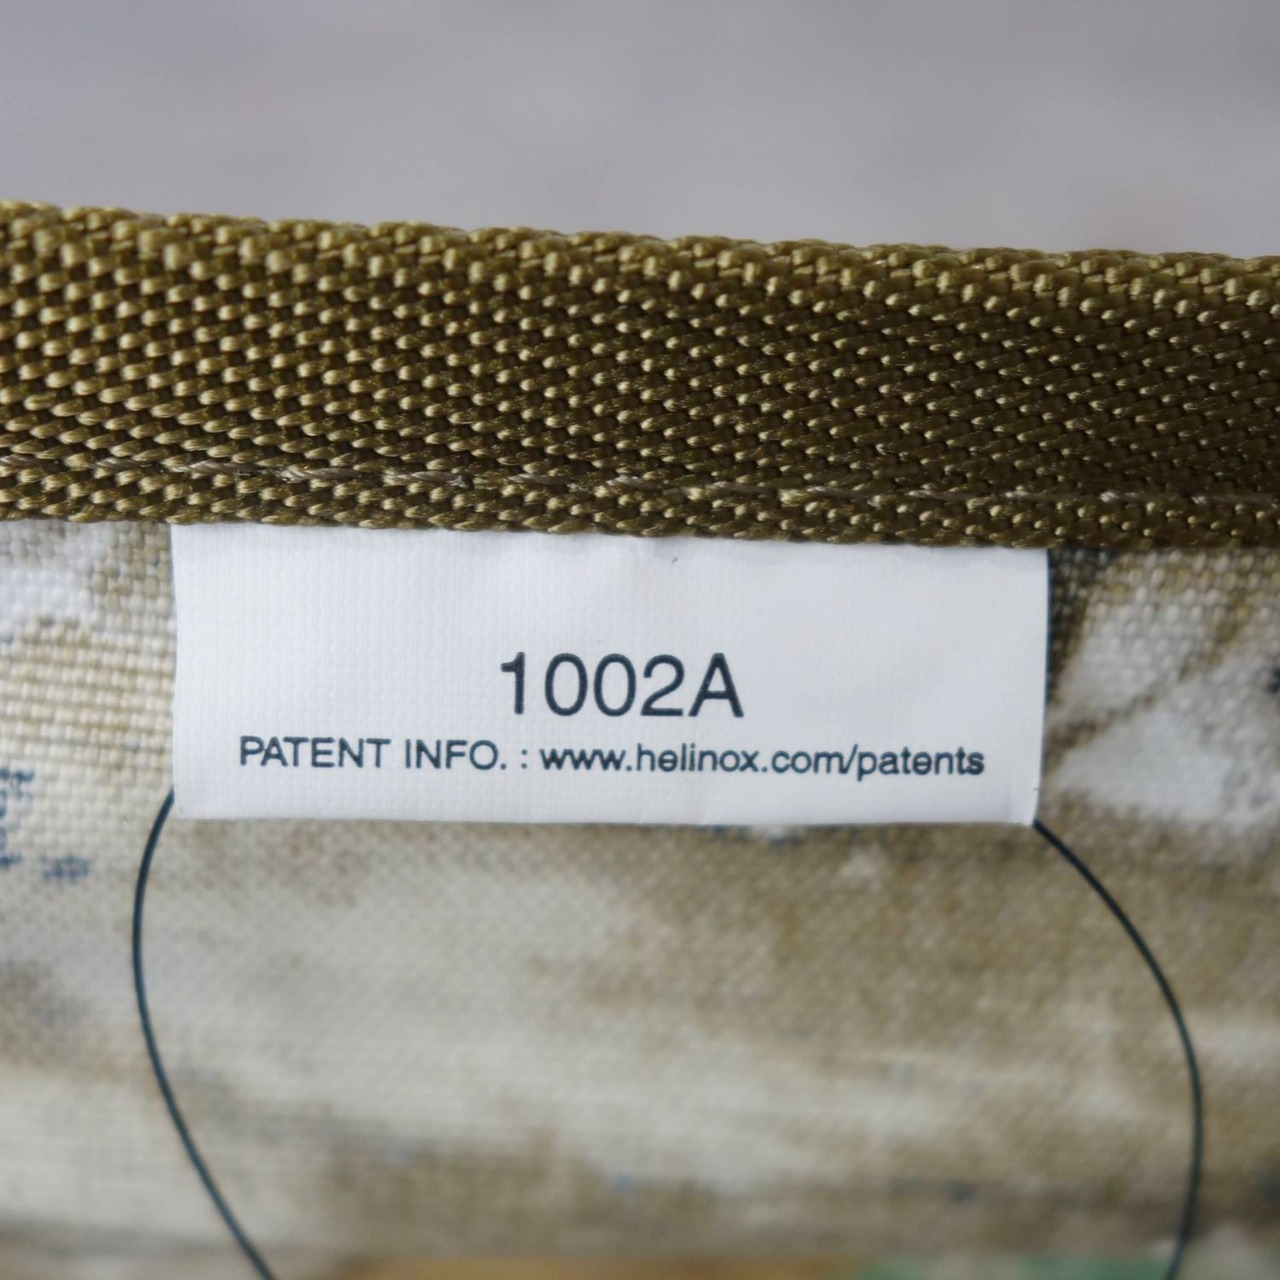 1002A
PATENT INFO. : www.helinox.com/patents